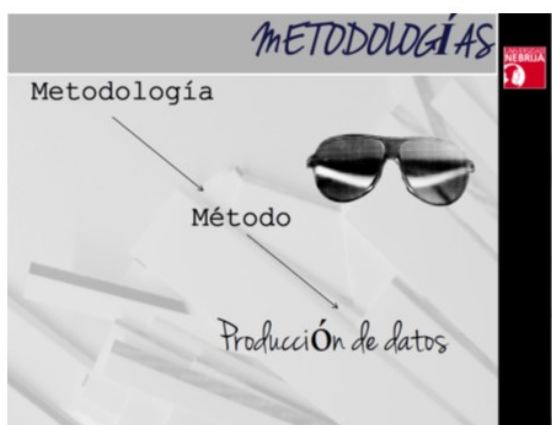 METODOLOGÍAS
UNIVERSIDAD
NEBRIJA
Metodología
Método
ProducciÓn de datos